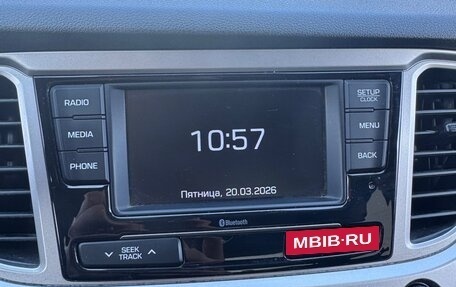 RADIO
MEDIA
PHONE
10:57
Пятница, 20.03.2026
SETUP
/CLOCK
MENU
BACK
Bluetooth
SEEK
TRACK
MBIB·RU